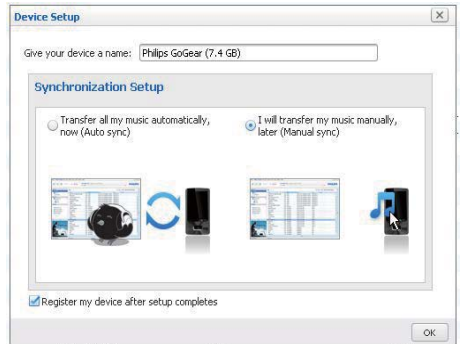 Device Setup
Give your device a name: Philips GoGear (7.4 GB)
Synchronization Setup
Transfer all my music automatically,
now (Auto sync)
I will transfer my music manually,
later (Manual sync)
Register my device after setup completes
OK